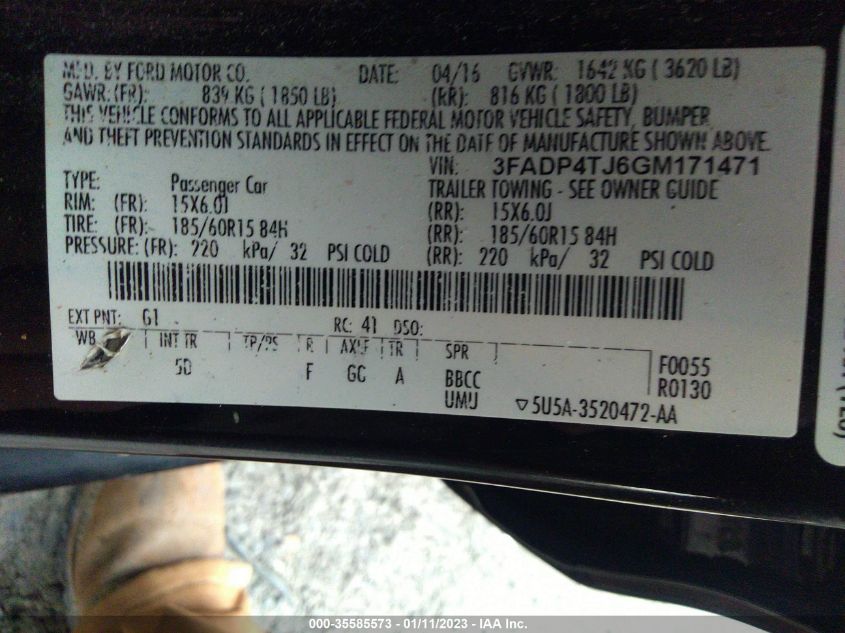 MFD. BY FORD MOTOR CO. DATE: 04/16 GVWR: 1642 KG ( 3620 LB)
GAWR: (FR): 839 KG ( 1850 LB) (RR): 816 KG ( 1800 LB)
THIS VEHICLE CONFORMS TO ALL APPLICABLE FEDERAL MOTOR VEHICLE SAFETY, BUMPER
AND THEFT PREVENTION STANDARDS IN EFFECT ON THE DATE OF MANUFACTURE SHOWN ABOVE.
VIN: 3FADP4TJ6GM171471
TYPE: Passenger Car TRAILER TOWING - SEE OWNER GUIDE
RIM: (FR): 15X6.0J (RR): 15X6.0J
TIRE: (FR): 185/60R15 84H (RR): 185/60R15 84H
PRESSURE: (FR): 220 kPa/ 32 PSI COLD (RR): 220 kPa/ 32 PSI COLD
EXT PNT: G1 RC: 41 DSO:
WB INT TR TP/PS R AXLE TR SPR F0055
5D F GC A BBCC R0130
UMU ▽5U5A-3520472-AA
000-35585573 - 01/11/2023 - IAA Inc.